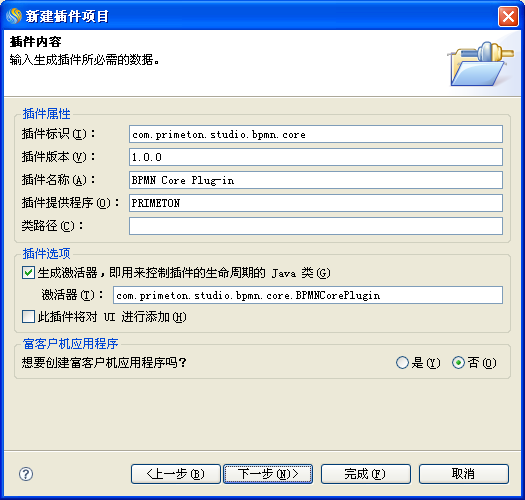 新建插件项目
插件内容
输入生成插件所必需的数据。
插件属性
插件标识(I)： com.primeton.studio.bpmn.core
插件版本(V)： 1.0.0
插件名称(A)： BPMN Core Plug-in
插件提供程序(O)： PRIMETON
类路径(C)：
插件选项
生成激活器，即用来控制插件的生命周期的 Java 类(G)
激活器(T)： com.primeton.studio.bpmn.core.BPMNCorePlugin
此插件将对 UI 进行添加(H)
富客户机应用程序
想要创建富客户机应用程序吗？ 是(Y) 否(O)
? <上一步(B) 下一步(N)> 完成(F) 取消